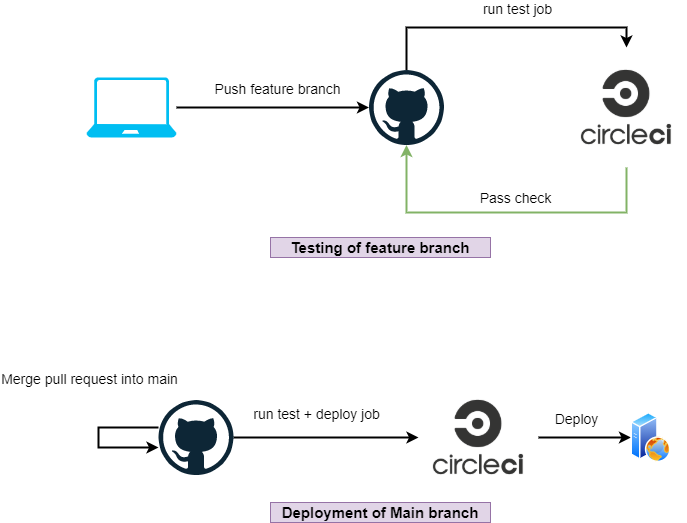 run test job
Push feature branch
circleci
Pass check
Testing of feature branch
Merge pull request into main
run test + deploy job
Deploy
circleci
Deployment of Main branch